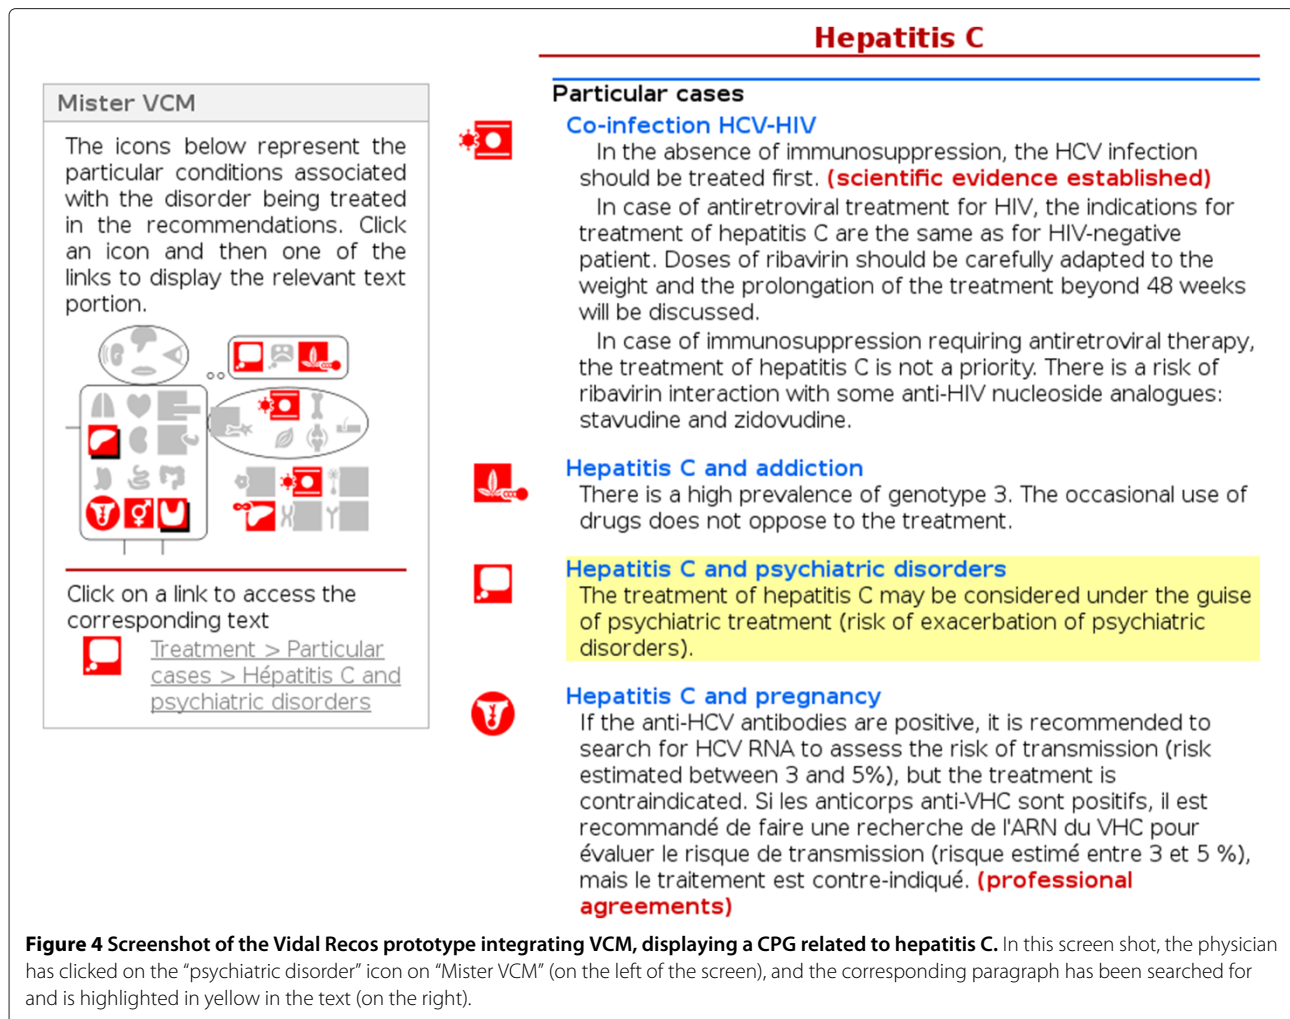 Hepatitis C
Mister VCM
The icons below represent the
particular conditions associated
with the disorder being treated
in the recommendations. Click
an icon and then one of the
links to display the relevant text
portion.
Click on a link to access the
corresponding text
Treatment > Particular
cases > Hépatitis C and
psychiatric disorders
Particular cases
Co-infection HCV-HIV
In the absence of immunosuppression, the HCV infection
should be treated first. (scientific evidence established)
In case of antiretroviral treatment for HIV, the indications for
treatment of hepatitis C are the same as for HIV-negative
patient. Doses of ribavirin should be carefully adapted to the
weight and the prolongation of the treatment beyond 48 weeks
will be discussed.
In case of immunosuppression requiring antiretroviral therapy,
the treatment of hepatitis C is not a priority. There is a risk of
ribavirin interaction with some anti-HIV nucleoside analogues:
stavudine and zidovudine.
Hepatitis C and addiction
There is a high prevalence of genotype 3. The occasional use of
drugs does not oppose to the treatment.
Hepatitis C and psychiatric disorders
The treatment of hepatitis C may be considered under the guise
of psychiatric treatment (risk of exacerbation of psychiatric
disorders).
Hepatitis C and pregnancy
If the anti-HCV antibodies are positive, it is recommended to
search for HCV RNA to assess the risk of transmission (risk
estimated between 3 and 5%), but the treatment is
contraindicated. Si les anticorps anti-VHC sont positifs, il est
recommandé de faire une recherche de l'ARN du VHC pour
évaluer le risque de transmission (risque estimé entre 3 et 5 %),
mais le traitement est contre-indiqué. (professional
agreements)
Figure 4 Screenshot of the Vidal Recos prototype integrating VCM, displaying a CPG related to hepatitis C. In this screen shot, the physician
has clicked on the “psychiatric disorder” icon on “Mister VCM” (on the left of the screen), and the corresponding paragraph has been searched for
and is highlighted in yellow in the text (on the right).